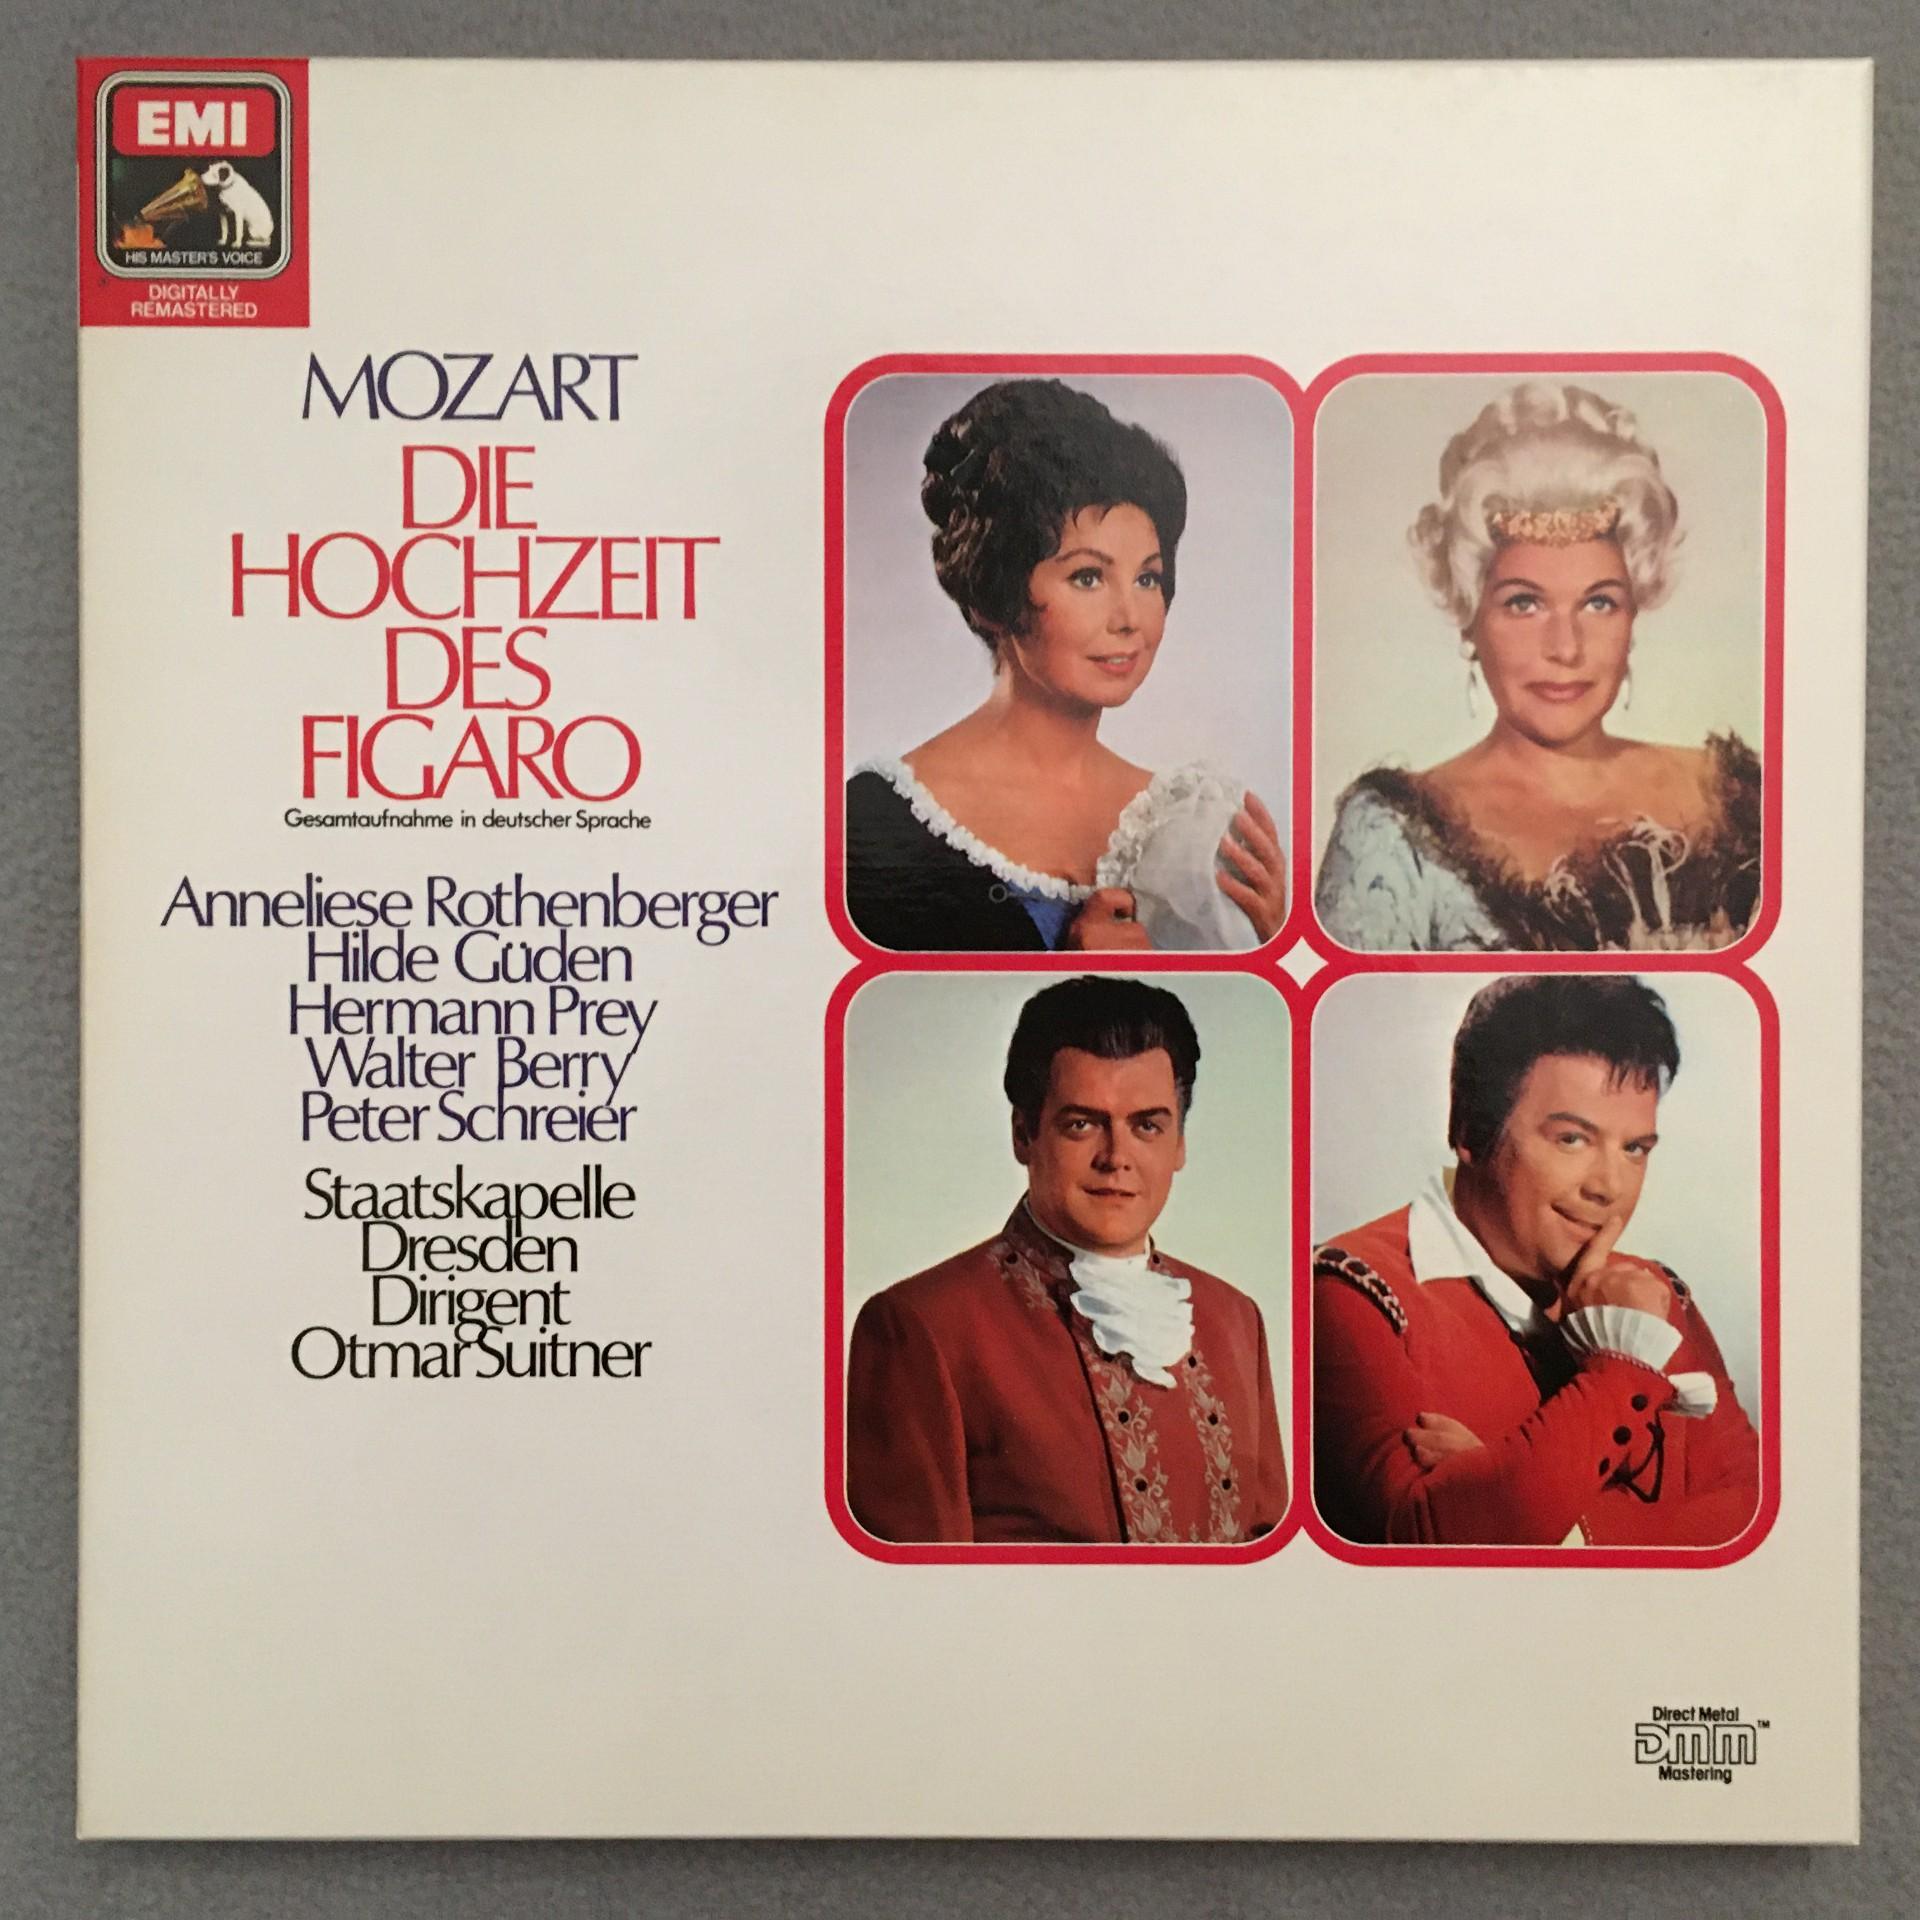 EMI
HIS MASTER'S VOICE
DIGITALLY
REMASTERED
MOZART
DIE
HOCHZEIT
DES
FIGARO
Gesamtaufnahme in deutscher Sprache
Anneliese Rothenberger
Hilde Güden
Hermann Prey
Walter Berry
Peter Schreier
Staatskapelle
Dresden
Dirigent
Otmar Suitner
Direct Metal
DMM™
Mastering